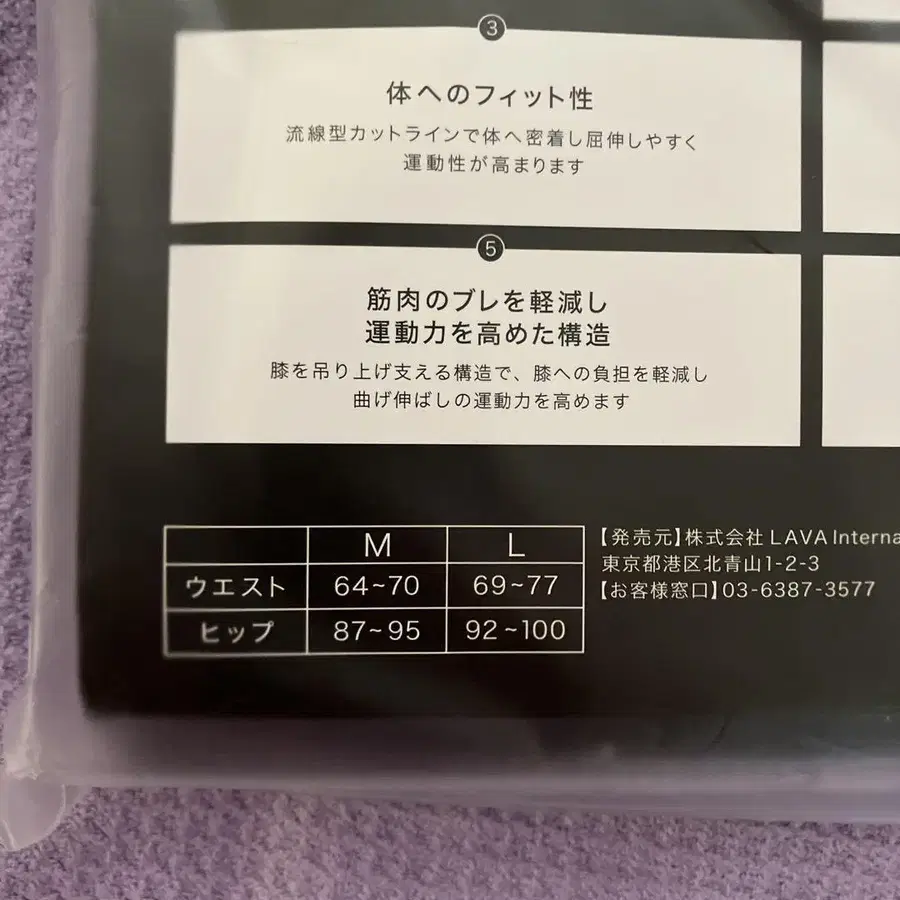 3
体へのフィット性
流線型カットラインで体へ密着し屈伸しやすく
運動性が高まります
5
筋肉のブレを軽減し
運動力を高めた構造
膝を吊り上げ支える構造で、膝への負担を軽減し
曲げ伸ばしの運動力を高めます
M L
ウエスト 64~70 69~77
ヒップ 87~95 92~100
【発売元】株式会社 LAVA Interna
東京都港区北青山1-2-3
【お客様窓口】03-6387-3577